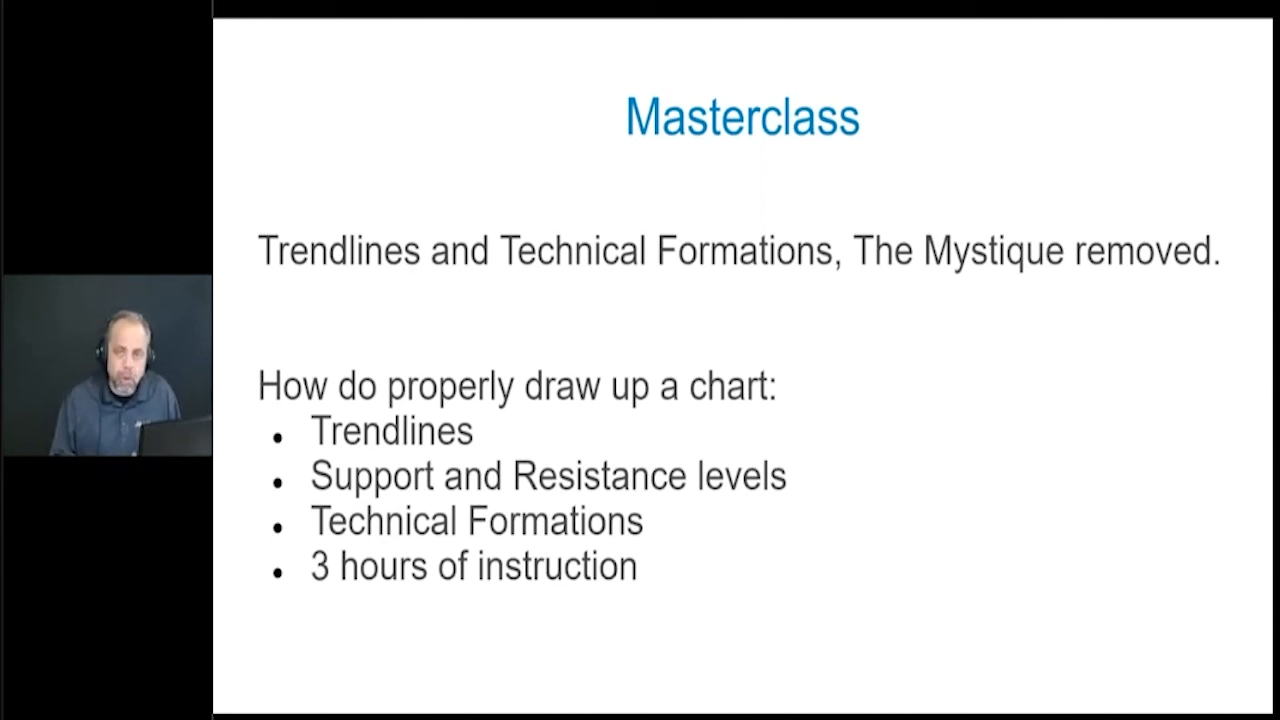 Masterclass
Trendlines and Technical Formations, The Mystique removed.
How do properly draw up a chart:
• Trendlines
• Support and Resistance levels
• Technical Formations
• 3 hours of instruction